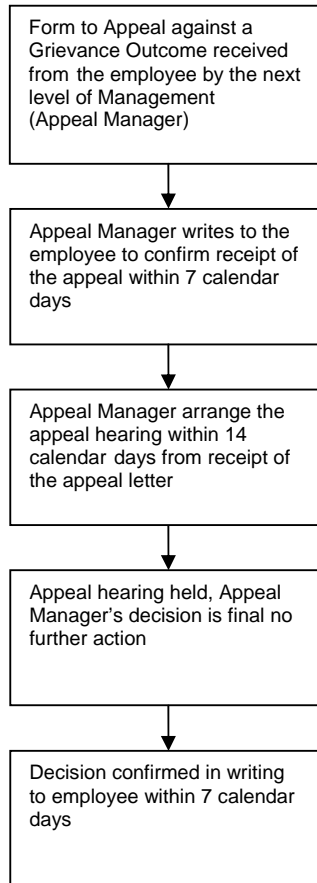 Form to Appeal against a
Grievance Outcome received
from the employee by the next
level of Management
(Appeal Manager)
Appeal Manager writes to the
employee to confirm receipt of
the appeal within 7 calendar
days
Appeal Manager arrange the
appeal hearing within 14
calendar days from receipt of
the appeal letter
Appeal hearing held, Appeal
Manager's decision is final no
further action
Decision confirmed in writing
to employee within 7 calendar
days